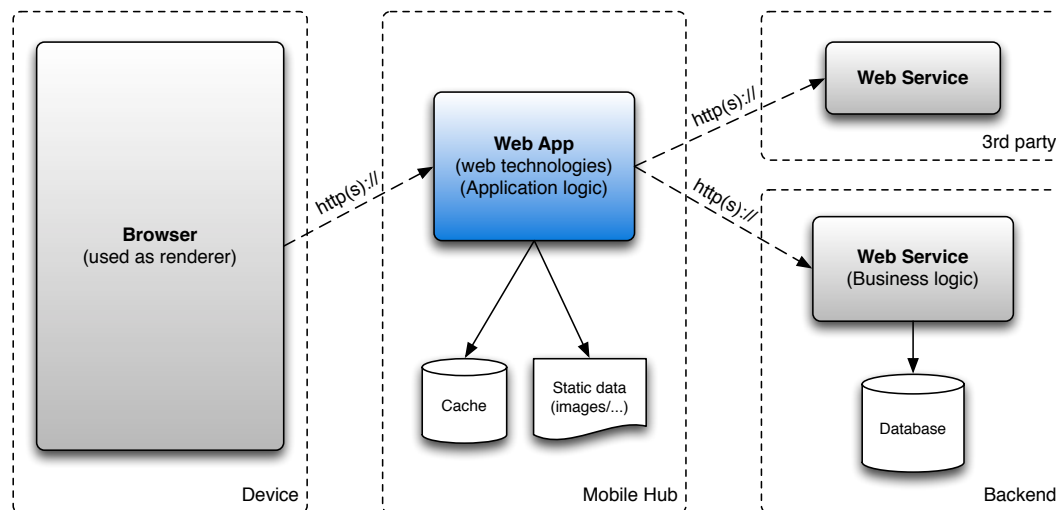 Browser
(used as renderer)
Device
http(s)://
Web App
(web technologies)
(Application logic)
Cache
Static data
(images/...)
Mobile Hub
http(s)://
http(s)://
Web Service
3rd party
Web Service
(Business logic)
Database
Backend